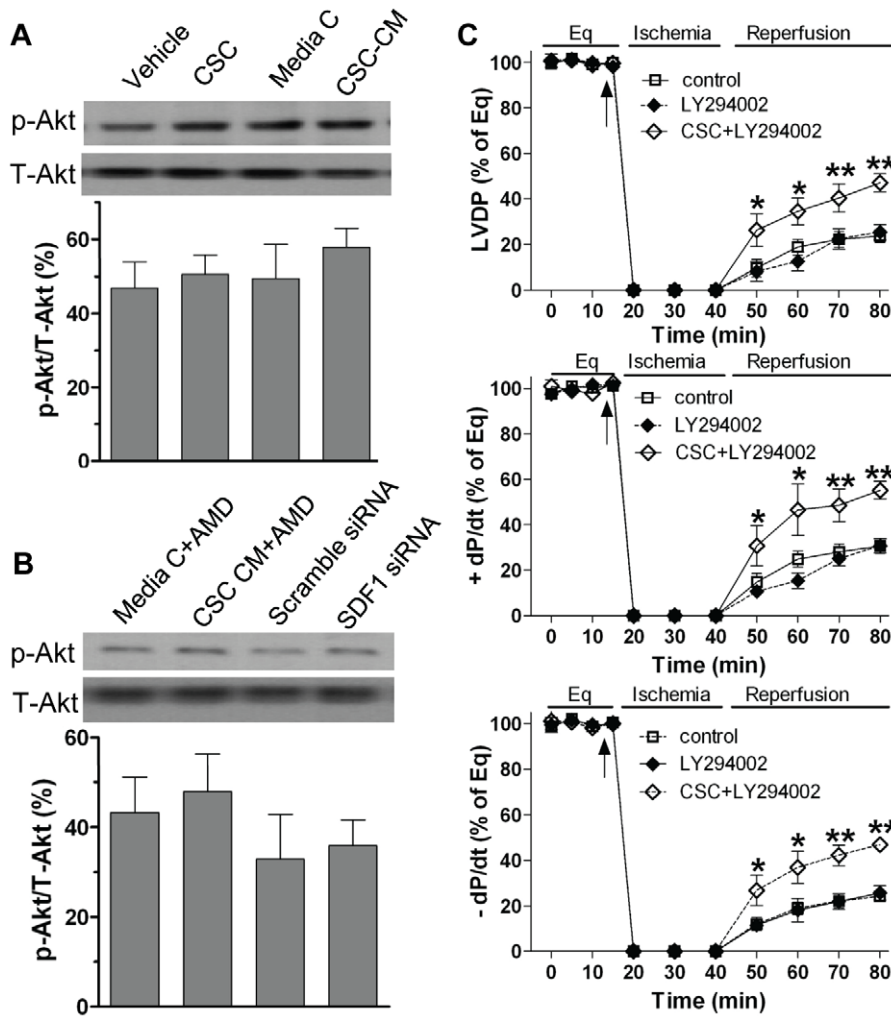 A
Vehicle
CSC
Media C
CSC-CM
p-Akt
T-Akt
p-Akt/T-Akt (%)
60
40
20
0
B
Media C+AMD
CSC CM+AMD
Scramble siRNA
SDF1 siRNA
p-Akt
T-Akt
p-Akt/T-Akt (%)
60
40
20
0
C
Eq Ischemia Reperfusion
LVDP (% of Eq)
100
80
60
40
20
0
control
LY294002
CSC+LY294002
* * ** **
0 10 20 30 40 50 60 70 80
Time (min)
Eq Ischemia Reperfusion
+ dP/dt (% of Eq)
100
80
60
40
20
0
control
LY294002
CSC+LY294002
* * ** **
0 10 20 30 40 50 60 70 80
Time (min)
Eq Ischemia Reperfusion
- dP/dt (% of Eq)
100
80
60
40
20
0
control
LY294002
CSC+LY294002
* * ** **
0 10 20 30 40 50 60 70 80
Time (min)